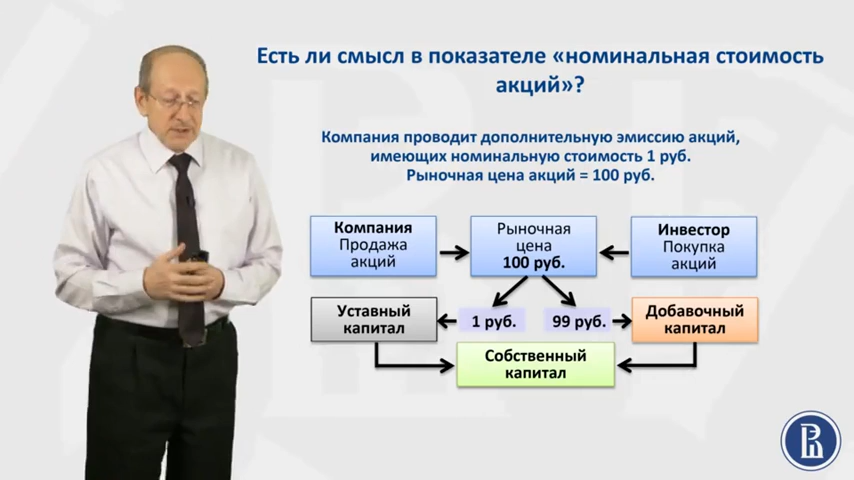 Есть ли смысл в показателе «номинальная стоимость
акций»?
Компания проводит дополнительную эмиссию акций,
имеющих номинальную стоимость 1 руб.
Рыночная цена акций = 100 руб.
Компания
Продажа
акций
Рыночная
цена
100 руб.
Инвестор
Покупка
акций
Уставный
капитал
1 руб.
99 руб.
Добавочный
капитал
Собственный
капитал